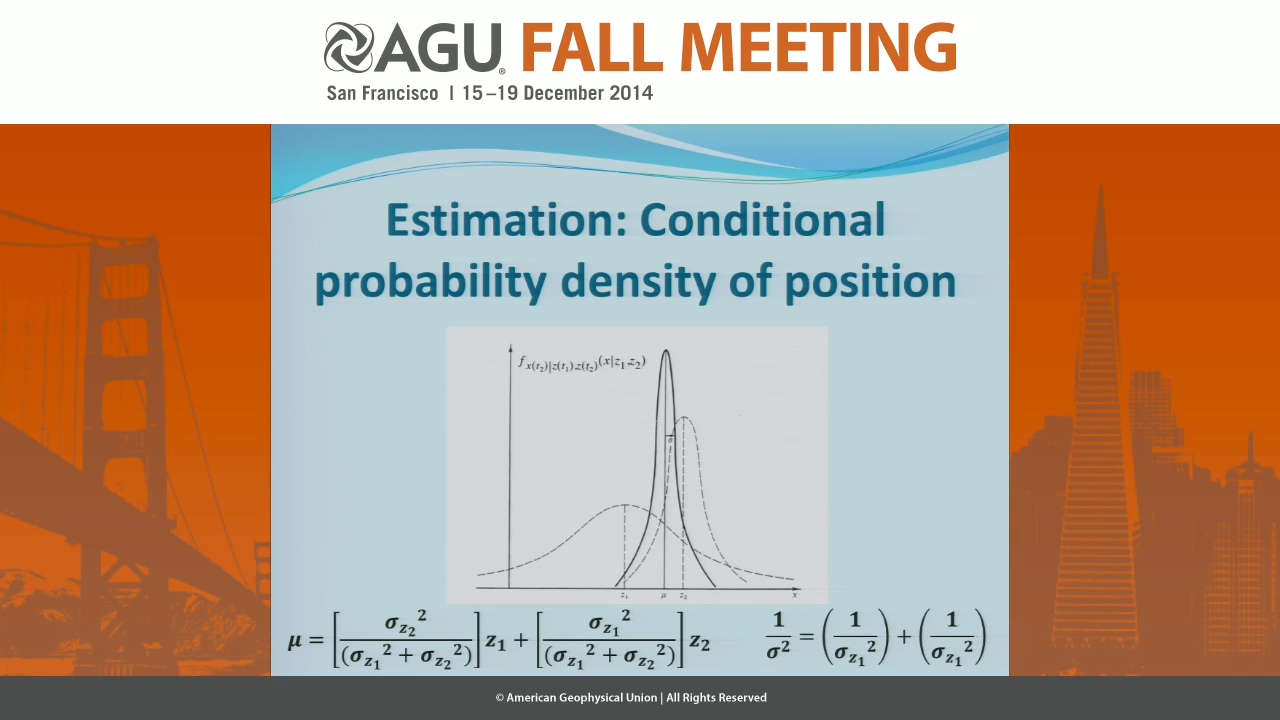 AGU® FALL MEETING
San Francisco | 15–19 December 2014
Estimation: Conditional
probability density of position
f_{x(t_2)|z(t_1),z(t_2)}(x|z_1,z_2)
σ
z_1 μ z_2 x
μ = [σ_{z_2}^2 / (σ_{z_1}^2 + σ_{z_2}^2)] z_1 + [σ_{z_1}^2 / (σ_{z_1}^2 + σ_{z_2}^2)] z_2
1/σ^2 = (1/σ_{z_1}^2) + (1/σ_{z_1}^2)
© American Geophysical Union | All Rights Reserved